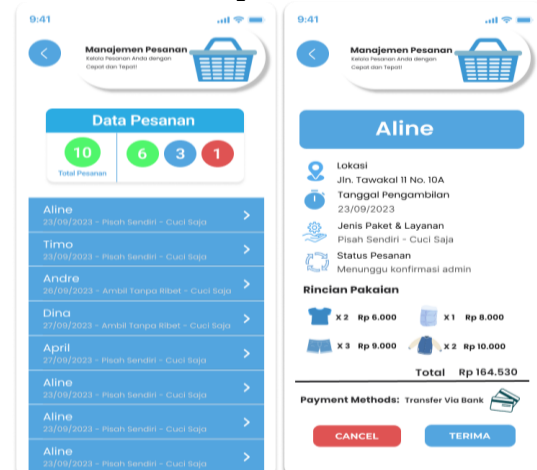 9:41
Manajemen Pesanan
Kelola Pesanan Anda dengan
Cepat dan Tepat!
Data Pesanan
10
6
3
1
Total Pesanan
Aline
23/09/2023 - Pisah Sendiri - Cuci Saja
Timo
23/09/2023 - Pisah Sendiri - Cuci Saja
Andre
26/09/2023 - Ambil Tanpa Ribet - Cuci Saja
Dina
27/09/2023 - Ambil Tanpa Ribet - Cuci Saja
April
27/09/2023 - Pisah Sendiri - Cuci Saja
Aline
23/09/2023 - Pisah Sendiri - Cuci Saja
Aline
23/09/2023 - Pisah Sendiri - Cuci Saja
Aline
23/09/2023 - Pisah Sendiri - Cuci Saja
9:41
Manajemen Pesanan
Kelola Pesanan Anda dengan
Cepat dan Tepat!
Aline
Lokasi
Jln. Tawakal 11 No. 10A
Tanggal Pengambilan
23/09/2023
Jenis Paket & Layanan
Pisah Sendiri - Cuci Saja
Status Pesanan
Menunggu konfirmasi admin
Rincian Pakaian
X 2 Rp 6.000
X 1 Rp 8.000
X 3 Rp 9.000
X 2 Rp 10.000
Total Rp 164.530
Payment Methods: Transfer Via Bank
CANCEL
TERIMA